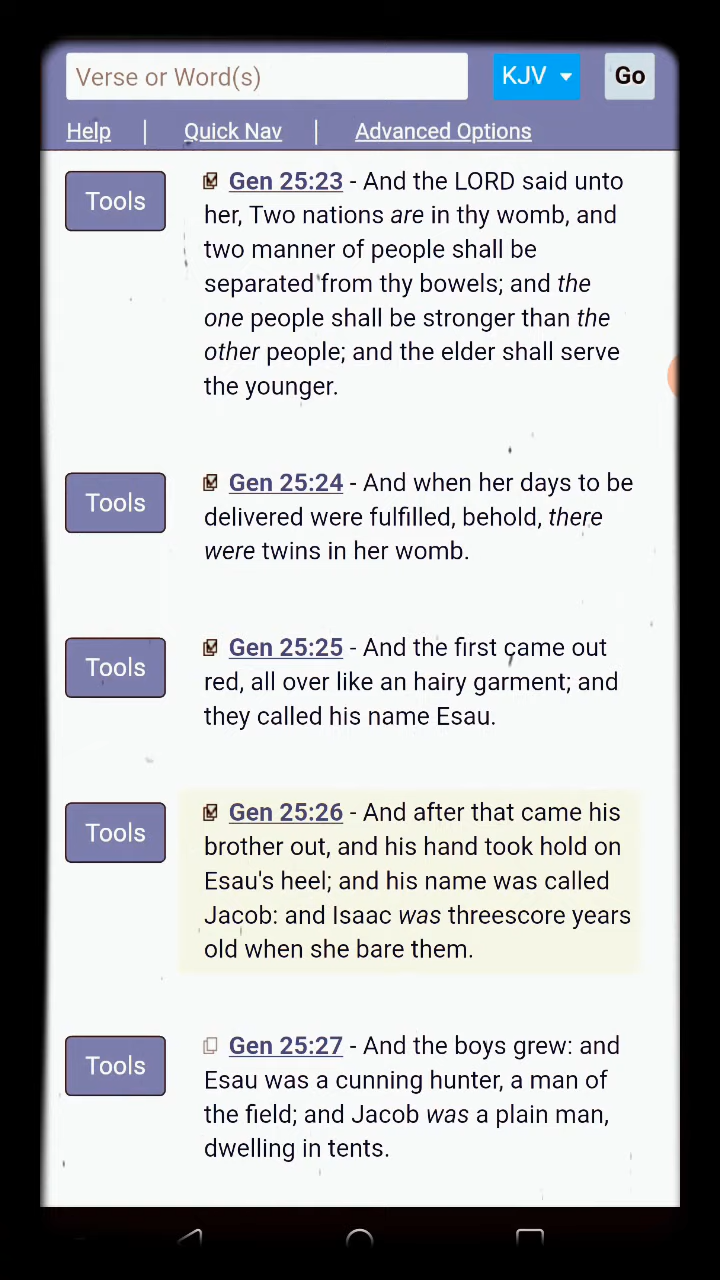 Verse or Word(s)
KJV
Go
Help | Quick Nav | Advanced Options
Tools
Gen 25:23 - And the LORD said unto
her, Two nations are in thy womb, and
two manner of people shall be
separated from thy bowels; and the
one people shall be stronger than the
other people; and the elder shall serve
the younger.
Tools
Gen 25:24 - And when her days to be
delivered were fulfilled, behold, there
were twins in her womb.
Tools
Gen 25:25 - And the first came out
red, all over like an hairy garment; and
they called his name Esau.
Tools
Gen 25:26 - And after that came his
brother out, and his hand took hold on
Esau's heel; and his name was called
Jacob: and Isaac was threescore years
old when she bare them.
Tools
Gen 25:27 - And the boys grew: and
Esau was a cunning hunter, a man of
the field; and Jacob was a plain man,
dwelling in tents.